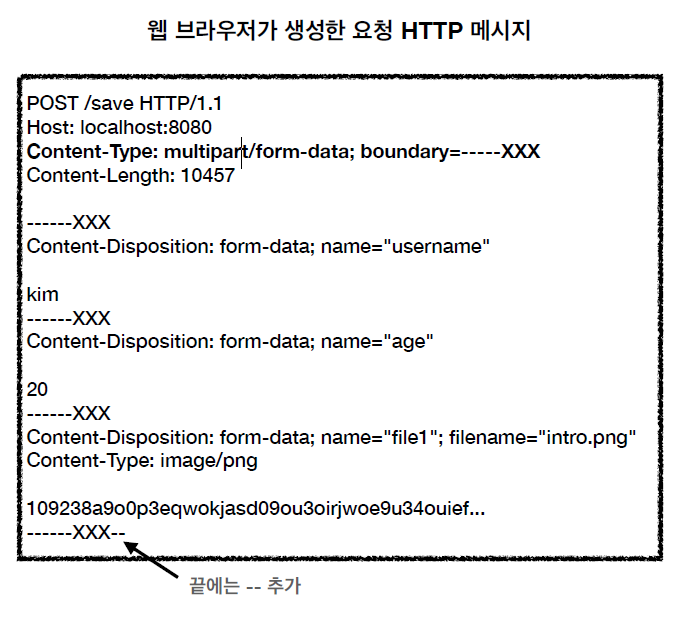 웹 브라우저가 생성한 요청 HTTP 메시지
POST /save HTTP/1.1
Host: localhost:8080
Content-Type: multipart/form-data; boundary=-----XXX
Content-Length: 10457
------XXX
Content-Disposition: form-data; name="username"
kim
------XXX
Content-Disposition: form-data; name="age"
20
------XXX
Content-Disposition: form-data; name="file1"; filename="intro.png"
Content-Type: image/png
109238a9o0p3eqwokjasd09ou3oirjwoe9u34ouief...
------XXX--
끝에는 -- 추가